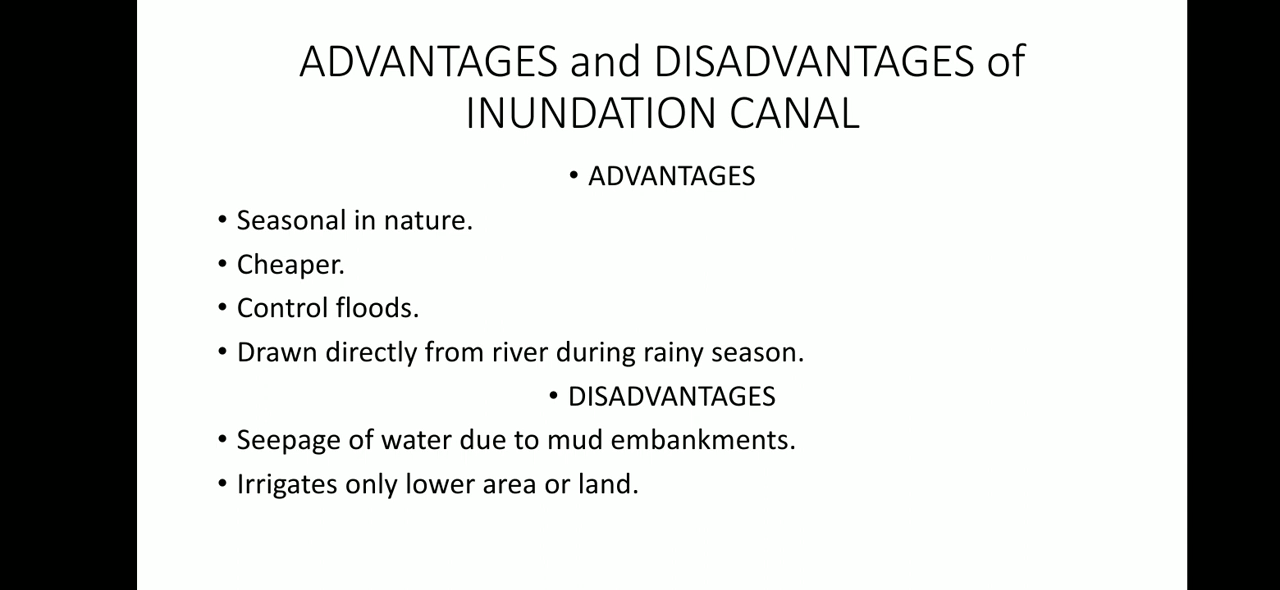 ADVANTAGES and DISADVANTAGES of
INUNDATION CANAL
• ADVANTAGES
• Seasonal in nature.
• Cheaper.
• Control floods.
• Drawn directly from river during rainy season.
• DISADVANTAGES
• Seepage of water due to mud embankments.
• Irrigates only lower area or land.